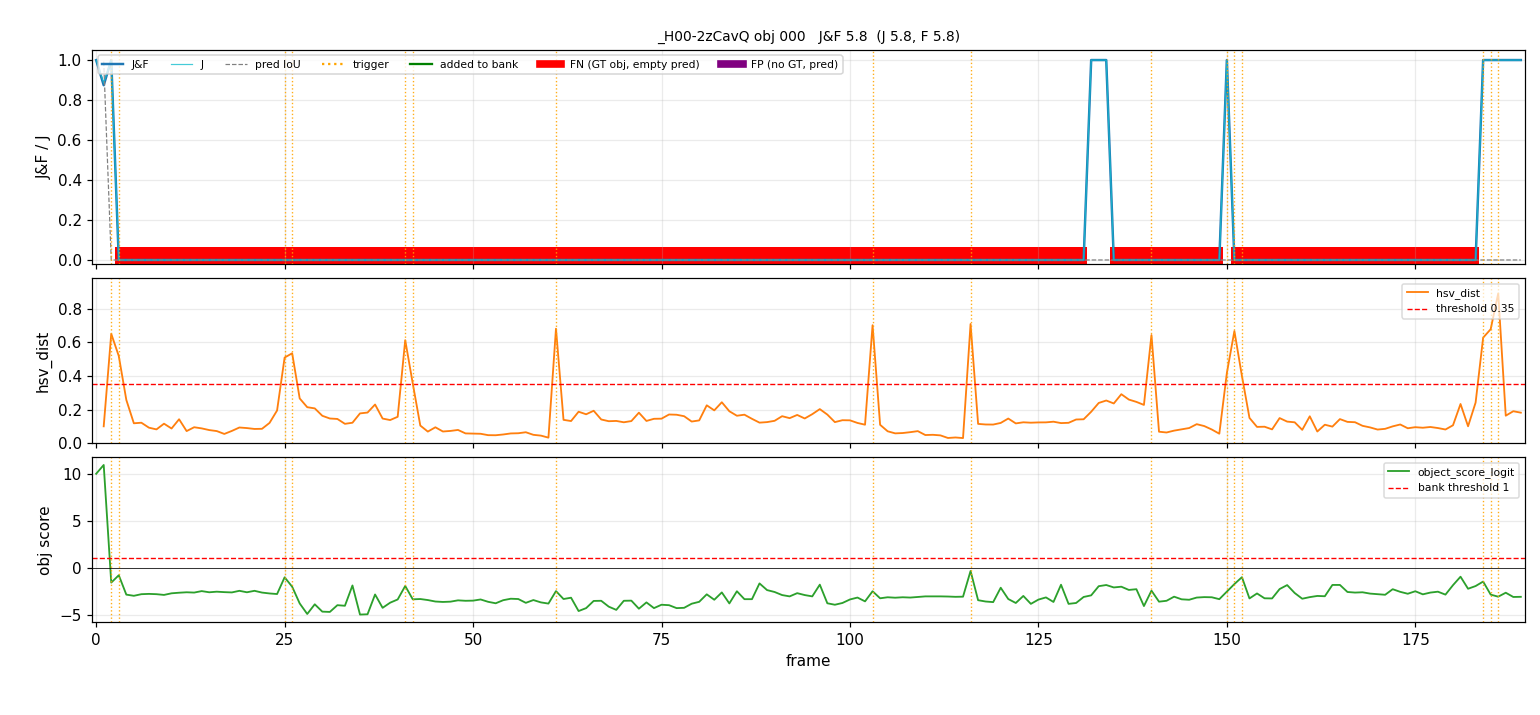 _H00-2zCavQ obj 000   J&F 5.8  (J 5.8, F 5.8)
J&F / J
1.0
0.8
0.6
0.4
0.2
0.0
J&F
J
pred IoU
trigger
added to bank
FN (GT obj, empty pred)
FP (no GT, pred)
hsv_dist
0.8
0.6
0.4
0.2
0.0
hsv_dist
threshold 0.35
obj score
10
5
0
−5
object_score_logit
bank threshold 1
0
25
50
75
100
125
150
175
frame